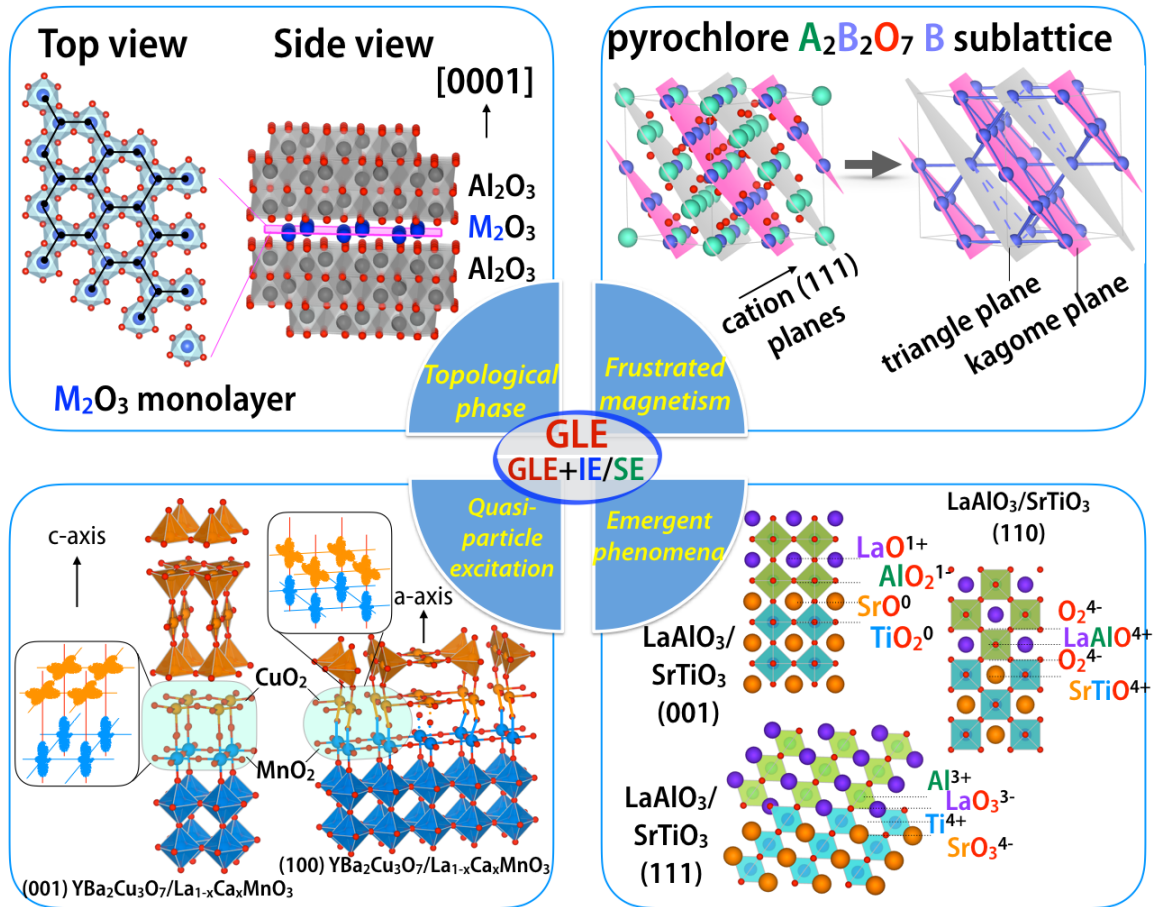 Top view
Side view
[0001]
Al₂O₃
M₂O₃
Al₂O₃
M₂O₃ monolayer
pyrochlore A₂B₂O₇ B sublattice
cation (111)
planes
triangle plane
kagome plane
Topological
phase
Frustrated
magnetism
GLE
GLE+IE/SE
Quasi-
particle
excitation
Emergent
phenomena
c-axis
a-axis
CuO₂
MnO₂
(001) YBa₂Cu₃O₇/La₁₋ₓCaₓMnO₃
(100) YBa₂Cu₃O₇/La₁₋ₓCaₓMnO₃
LaAlO₃/
SrTiO₃
(001)
LaO¹⁺
AlO₂¹⁻
SrO⁰
TiO₂⁰
LaAlO₃/SrTiO₃
(110)
O₂⁴⁻
LaAlO⁴⁺
O₂⁴⁻
SrTiO⁴⁺
LaAlO₃/
SrTiO₃
(111)
Al³⁺
LaO₃³⁻
Ti⁴⁺
SrO₃⁴⁻